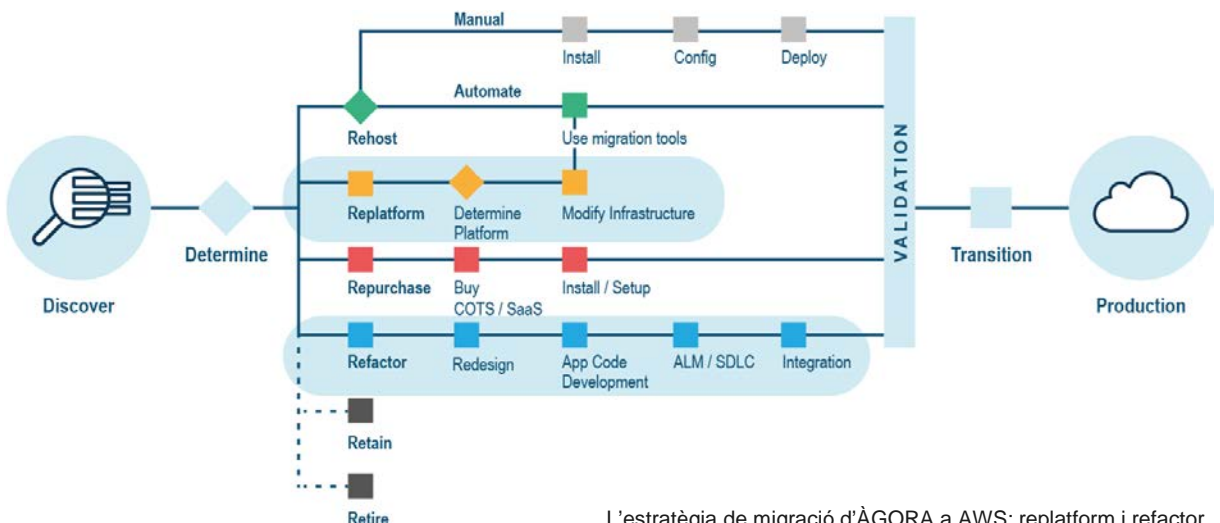 Manual
Install
Config
Deploy
Automate
Rehost
Use migration tools
Replatform
Determine
Platform
Modify Infrastructure
Discover
Determine
Repurchase
Buy
COTS / SaaS
Install / Setup
Refactor
Redesign
App Code
Development
ALM / SDLC
Integration
Retain
Retire
VALIDATION
Transition
Production
L'estratègia de migració d'ÀGORA a AWS: replatform i refactor